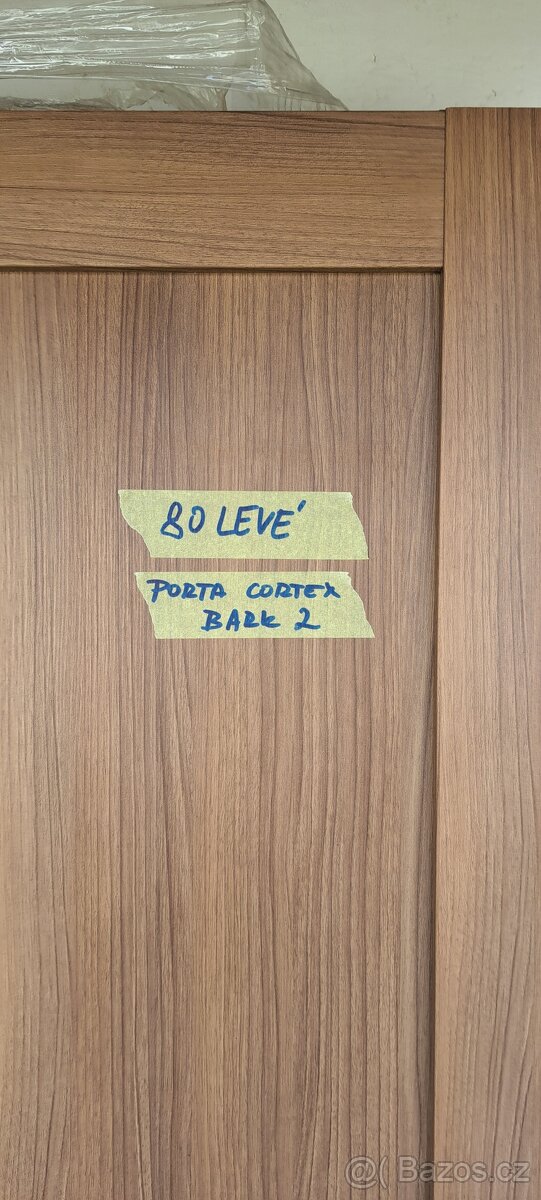 80 LEVÉ
PORTA CORTEX
BARK 2
@( Bazos.cz